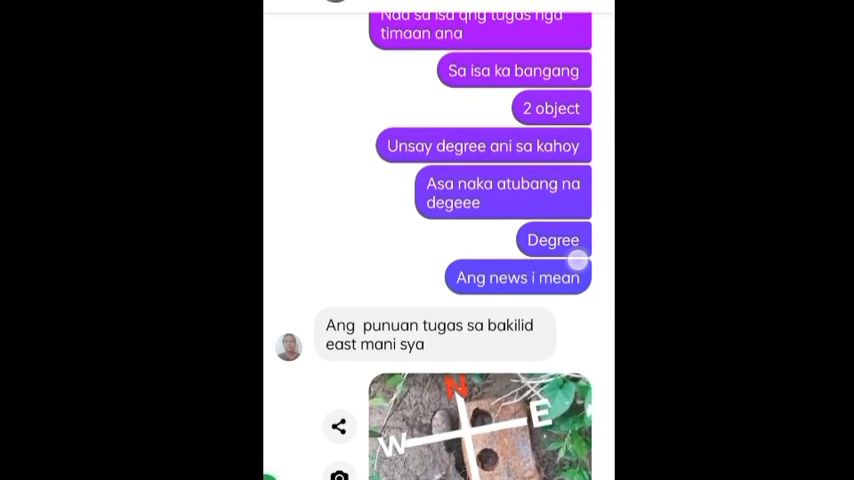 Naa sa isa qng tugas nga
timaan ana
Sa isa ka bangang
2 object
Unsay degree ani sa kahoy
Asa naka atubang na
degeee
Degree
Ang news i mean
Ang punuan tugas sa bakilid
east mani sya
N
E
W